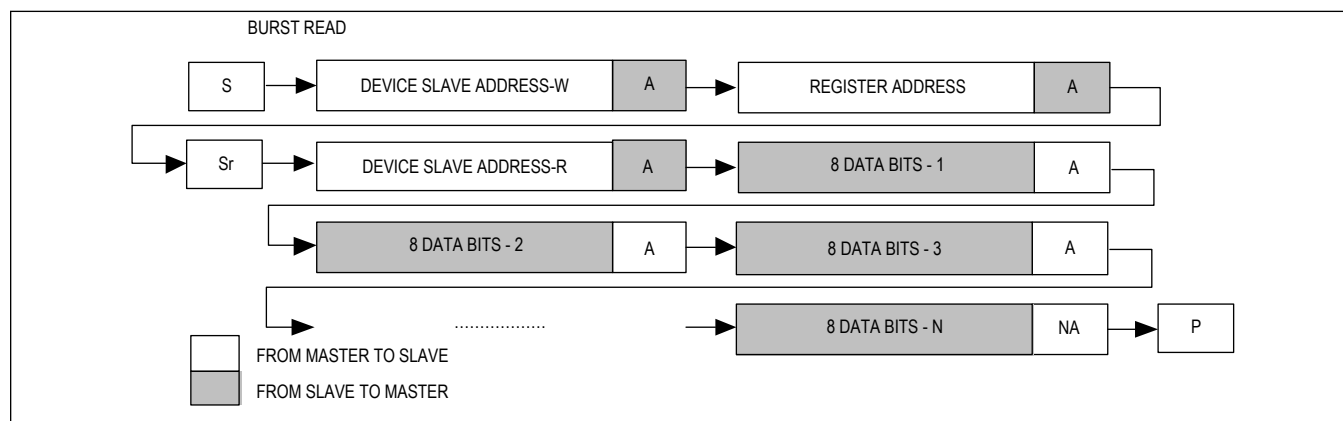 BURST READ
S DEVICE SLAVE ADDRESS-W A REGISTER ADDRESS A
Sr DEVICE SLAVE ADDRESS-R A 8 DATA BITS - 1 A
8 DATA BITS - 2 A 8 DATA BITS - 3 A
.................. 8 DATA BITS - N NA P
FROM MASTER TO SLAVE
FROM SLAVE TO MASTER